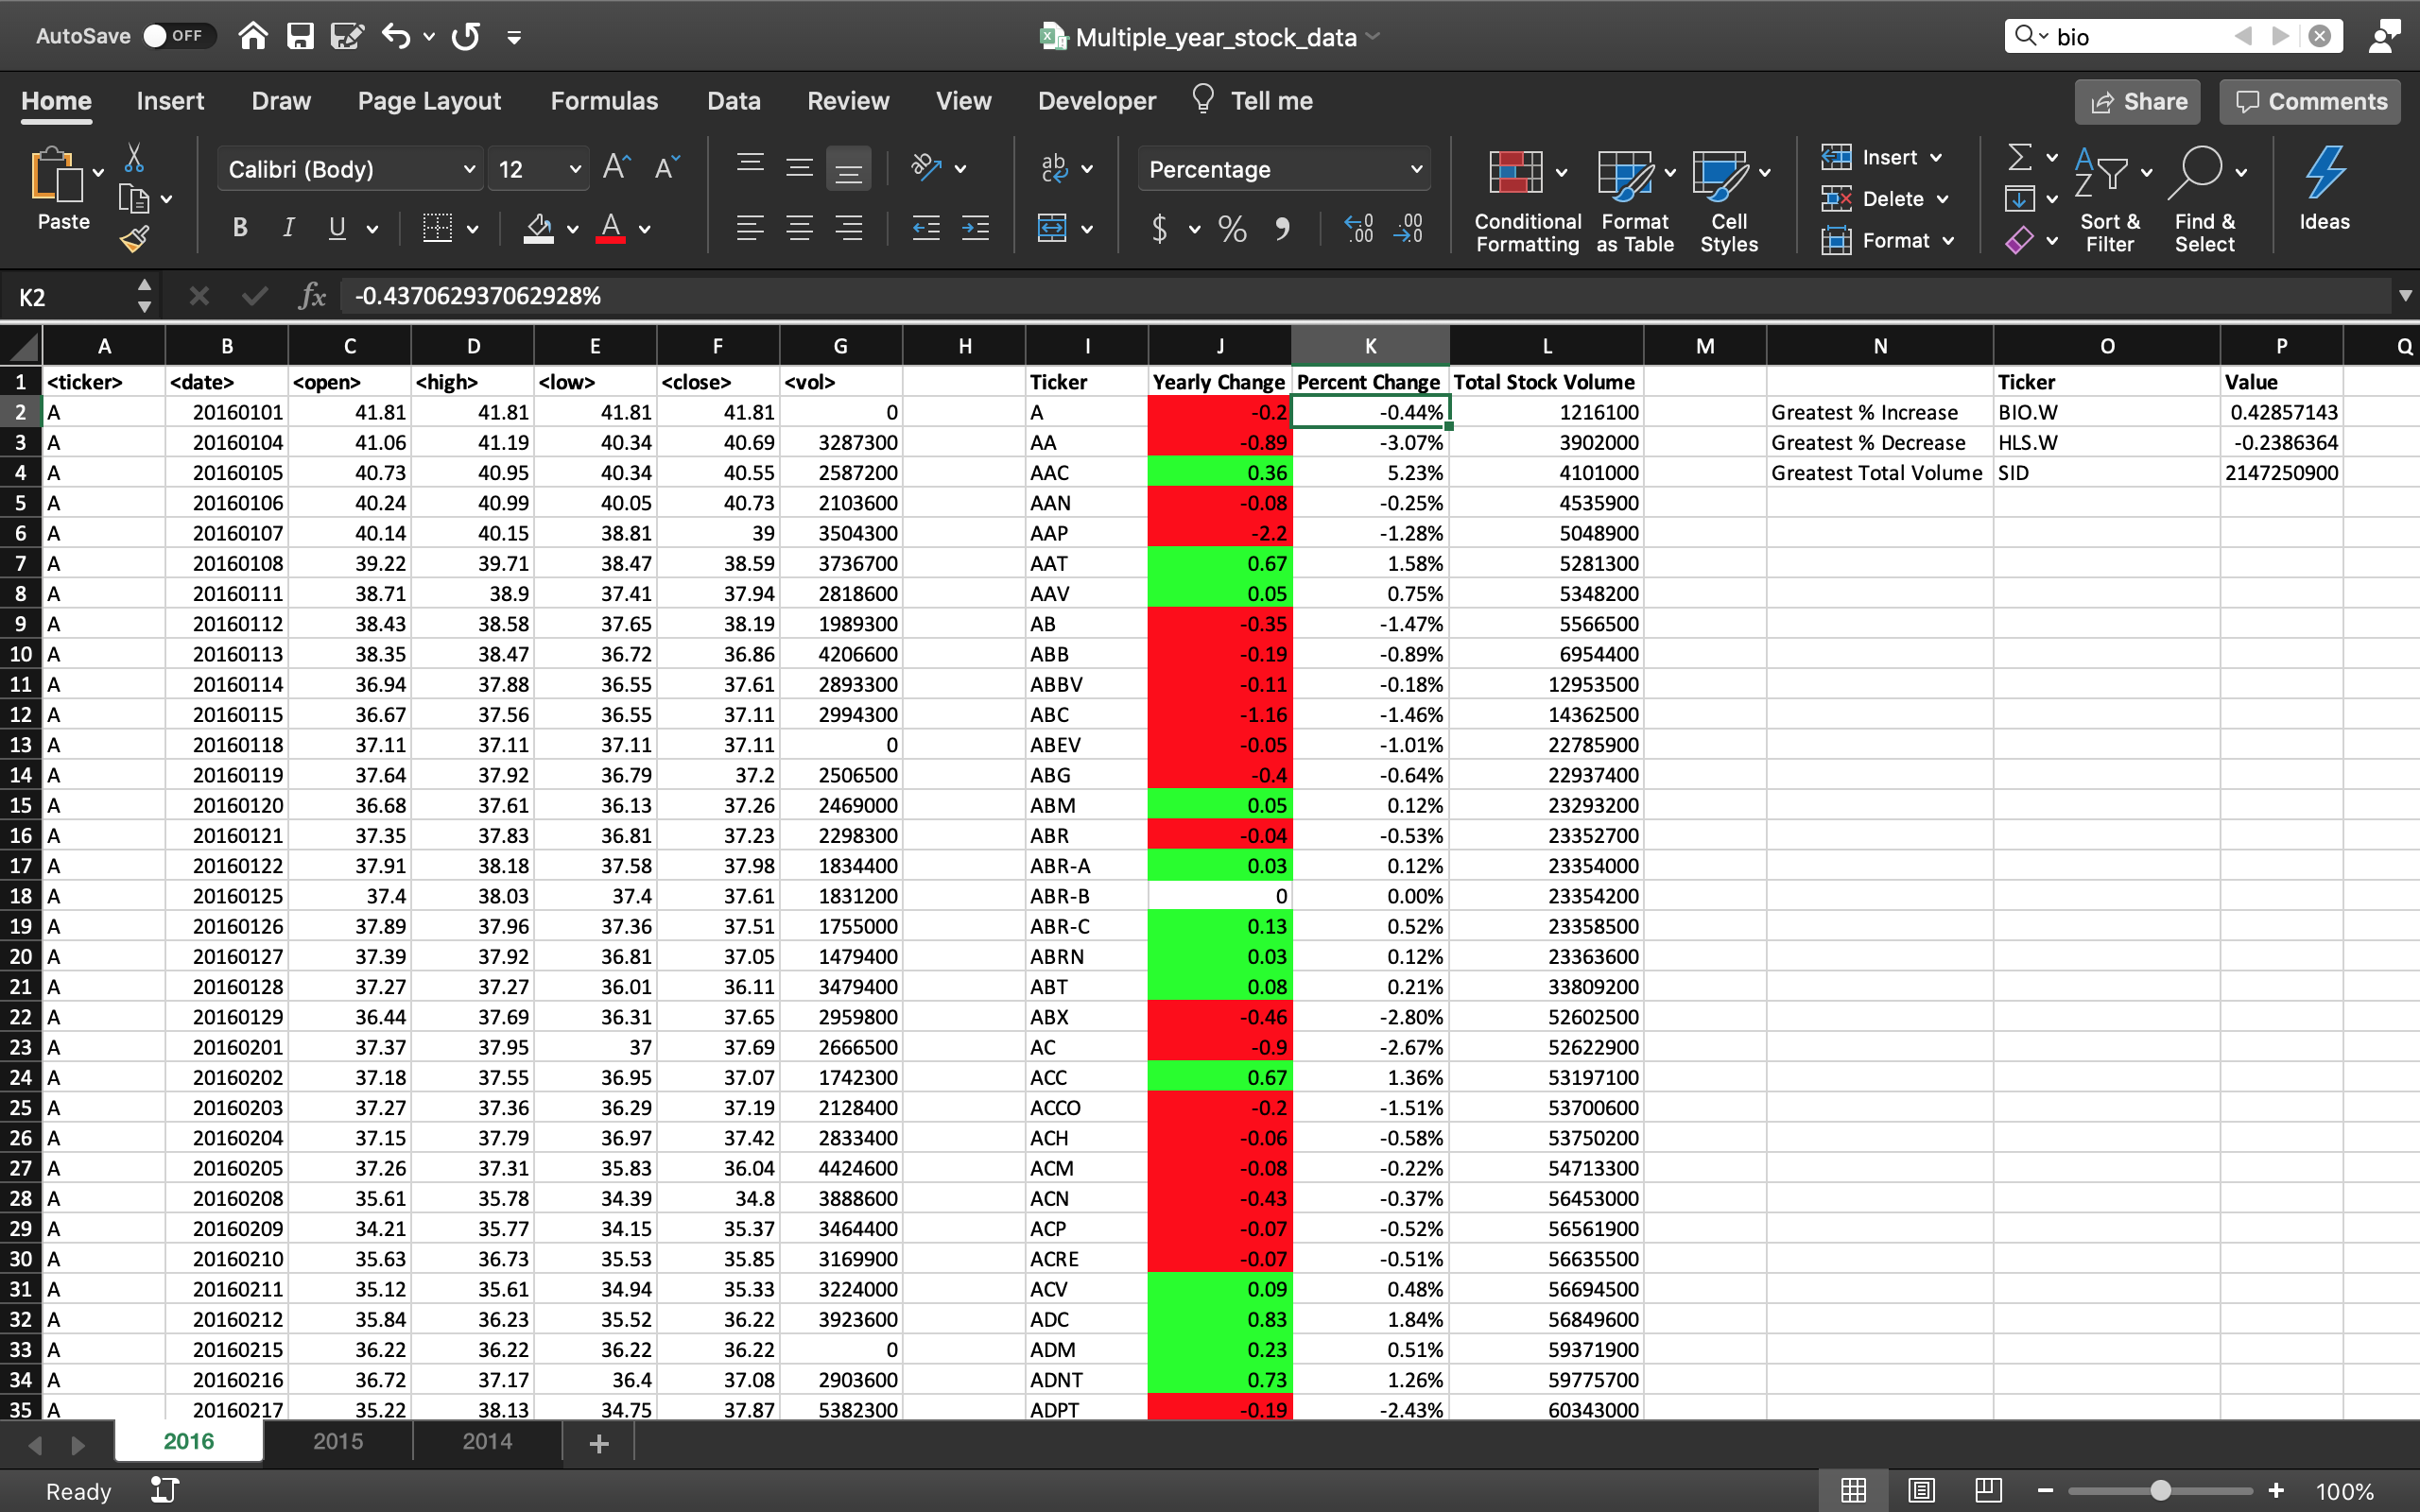 AutoSave OFF Multiple_year_stock_data bio
Home Insert Draw Page Layout Formulas Data Review View Developer Tell me Share Comments
Paste Calibri (Body) 12 Percentage Conditional Formatting Format as Table Cell Styles Insert Delete Format Sort & Filter Find & Select Ideas
K2 fx -0.437062937062928%
A B C D E F G H I J K L M N O P Q
1 <ticker> <date> <open> <high> <low> <close> <vol> Ticker Yearly Change Percent Change Total Stock Volume Ticker Value
2 A 20160101 41.81 41.81 41.81 41.81 0 A -0.2 -0.44% 1216100 Greatest % Increase BIO.W 0.42857143
3 A 20160104 41.06 41.19 40.34 40.69 3287300 AA -0.89 -3.07% 3902000 Greatest % Decrease HLS.W -0.2386364
4 A 20160105 40.73 40.95 40.34 40.55 2587200 AAC 0.36 5.23% 4101000 Greatest Total Volume SID 2147250900
5 A 20160106 40.24 40.99 40.05 40.73 2103600 AAN -0.08 -0.25% 4535900
6 A 20160107 40.14 40.15 38.81 39 3504300 AAP -2.2 -1.28% 5048900
7 A 20160108 39.22 39.71 38.47 38.59 3736700 AAT 0.67 1.58% 5281300
8 A 20160111 38.71 38.9 37.41 37.94 2818600 AAV 0.05 0.75% 5348200
9 A 20160112 38.43 38.58 37.65 38.19 1989300 AB -0.35 -1.47% 5566500
10 A 20160113 38.35 38.47 36.72 36.86 4206600 ABB -0.19 -0.89% 6954400
11 A 20160114 36.94 37.88 36.55 37.61 2893300 ABBV -0.11 -0.18% 12953500
12 A 20160115 36.67 37.56 36.55 37.11 2994300 ABC -1.16 -1.46% 14362500
13 A 20160118 37.11 37.11 37.11 37.11 0 ABEV -0.05 -1.01% 22785900
14 A 20160119 37.64 37.92 36.79 37.2 2506500 ABG -0.4 -0.64% 22937400
15 A 20160120 36.68 37.61 36.13 37.26 2469000 ABM 0.05 0.12% 23293200
16 A 20160121 37.35 37.83 36.81 37.23 2298300 ABR -0.04 -0.53% 23352700
17 A 20160122 37.91 38.18 37.58 37.98 1834400 ABR-A 0.03 0.12% 23354000
18 A 20160125 37.4 38.03 37.4 37.61 1831200 ABR-B 0 0.00% 23354200
19 A 20160126 37.89 37.96 37.36 37.51 1755000 ABR-C 0.13 0.52% 23358500
20 A 20160127 37.39 37.92 36.81 37.05 1479400 ABRN 0.03 0.12% 23363600
21 A 20160128 37.27 37.27 36.01 36.11 3479400 ABT 0.08 0.21% 33809200
22 A 20160129 36.44 37.69 36.31 37.65 2959800 ABX -0.46 -2.80% 52602500
23 A 20160201 37.37 37.95 37 37.69 2666500 AC -0.9 -2.67% 52622900
24 A 20160202 37.18 37.55 36.95 37.07 1742300 ACC 0.67 1.36% 53197100
25 A 20160203 37.27 37.36 36.29 37.19 2128400 ACCO -0.2 -1.51% 53700600
26 A 20160204 37.15 37.79 36.97 37.42 2833400 ACH -0.06 -0.58% 53750200
27 A 20160205 37.26 37.31 35.83 36.04 4424600 ACM -0.08 -0.22% 54713300
28 A 20160208 35.61 35.78 34.39 34.8 3888600 ACN -0.43 -0.37% 56453000
29 A 20160209 34.21 35.77 34.15 35.37 3464400 ACP -0.07 -0.52% 56561900
30 A 20160210 35.63 36.73 35.53 35.85 3169900 ACRE -0.07 -0.51% 56635500
31 A 20160211 35.12 35.61 34.94 35.33 3224000 ACV 0.09 0.48% 56694500
32 A 20160212 35.84 36.23 35.52 36.22 3923600 ADC 0.83 1.84% 56849600
33 A 20160215 36.22 36.22 36.22 36.22 0 ADM 0.23 0.51% 59371900
34 A 20160216 36.72 37.17 36.4 37.08 2903600 ADNT 0.73 1.26% 59775700
35 A 20160217 35.22 38.13 34.75 37.87 5382300 ADPT -0.19 -2.43% 60343000
2016 2015 2014
Ready 100%